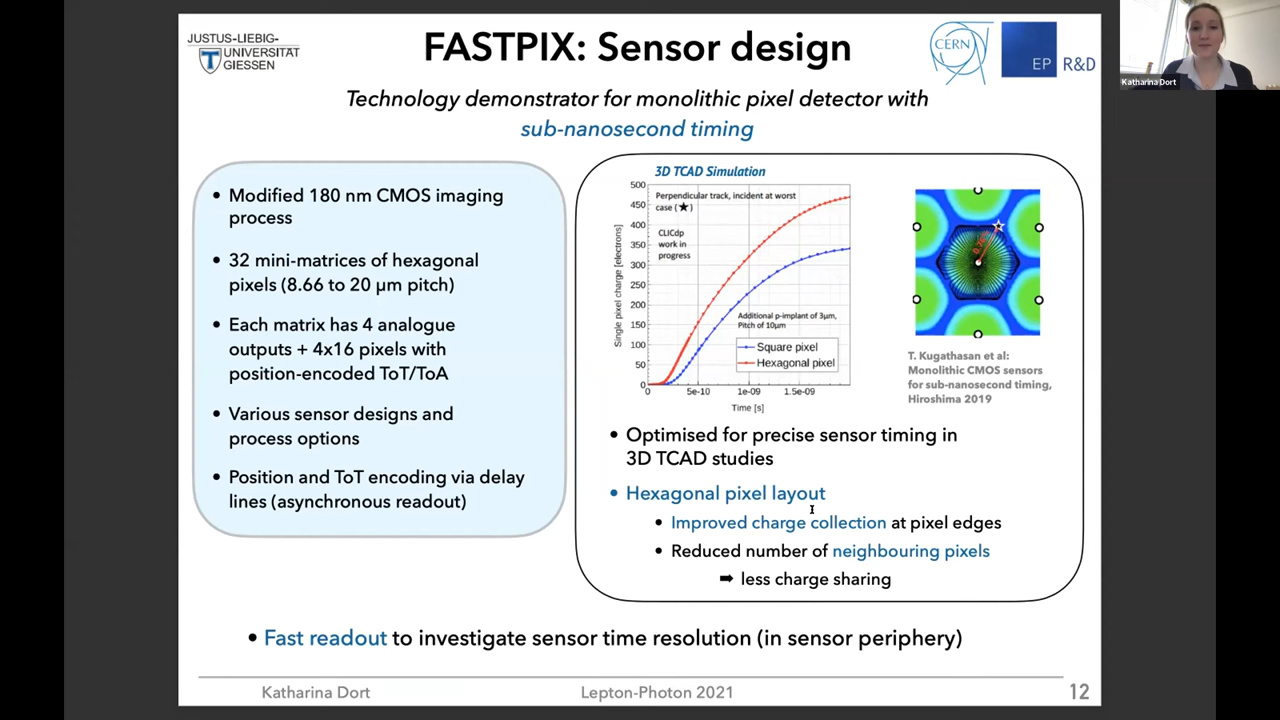 JUSTUS-LIEBIG-
UNIVERSITÄT
GIESSEN
FASTPIX: Sensor design
CERN
EP R&D
Katharina Dort
Technology demonstrator for monolithic pixel detector with
sub-nanosecond timing
• Modified 180 nm CMOS imaging
process
• 32 mini-matrices of hexagonal
pixels (8.66 to 20 μm pitch)
• Each matrix has 4 analogue
outputs + 4x16 pixels with
position-encoded ToT/ToA
• Various sensor designs and
process options
• Position and ToT encoding via delay
lines (asynchronous readout)
3D TCAD Simulation
Single pixel charge [electrons]
500
450
400
350
300
250
200
150
100
50
0
Perpendicular track, incident at worst
case (★)
CLICdp
work in
progress
Additional p-implant of 3μm,
Pitch of 10μm
Square pixel
Hexagonal pixel
0 5e-10 1e-09 1.5e-09
Time [s]
T. Kugathasan et al:
Monolithic CMOS sensors
for sub-nanosecond timing,
Hiroshima 2019
• Optimised for precise sensor timing in
3D TCAD studies
• Hexagonal pixel layout
• Improved charge collection at pixel edges
• Reduced number of neighbouring pixels
➡ less charge sharing
• Fast readout to investigate sensor time resolution (in sensor periphery)
Katharina Dort Lepton-Photon 2021 12